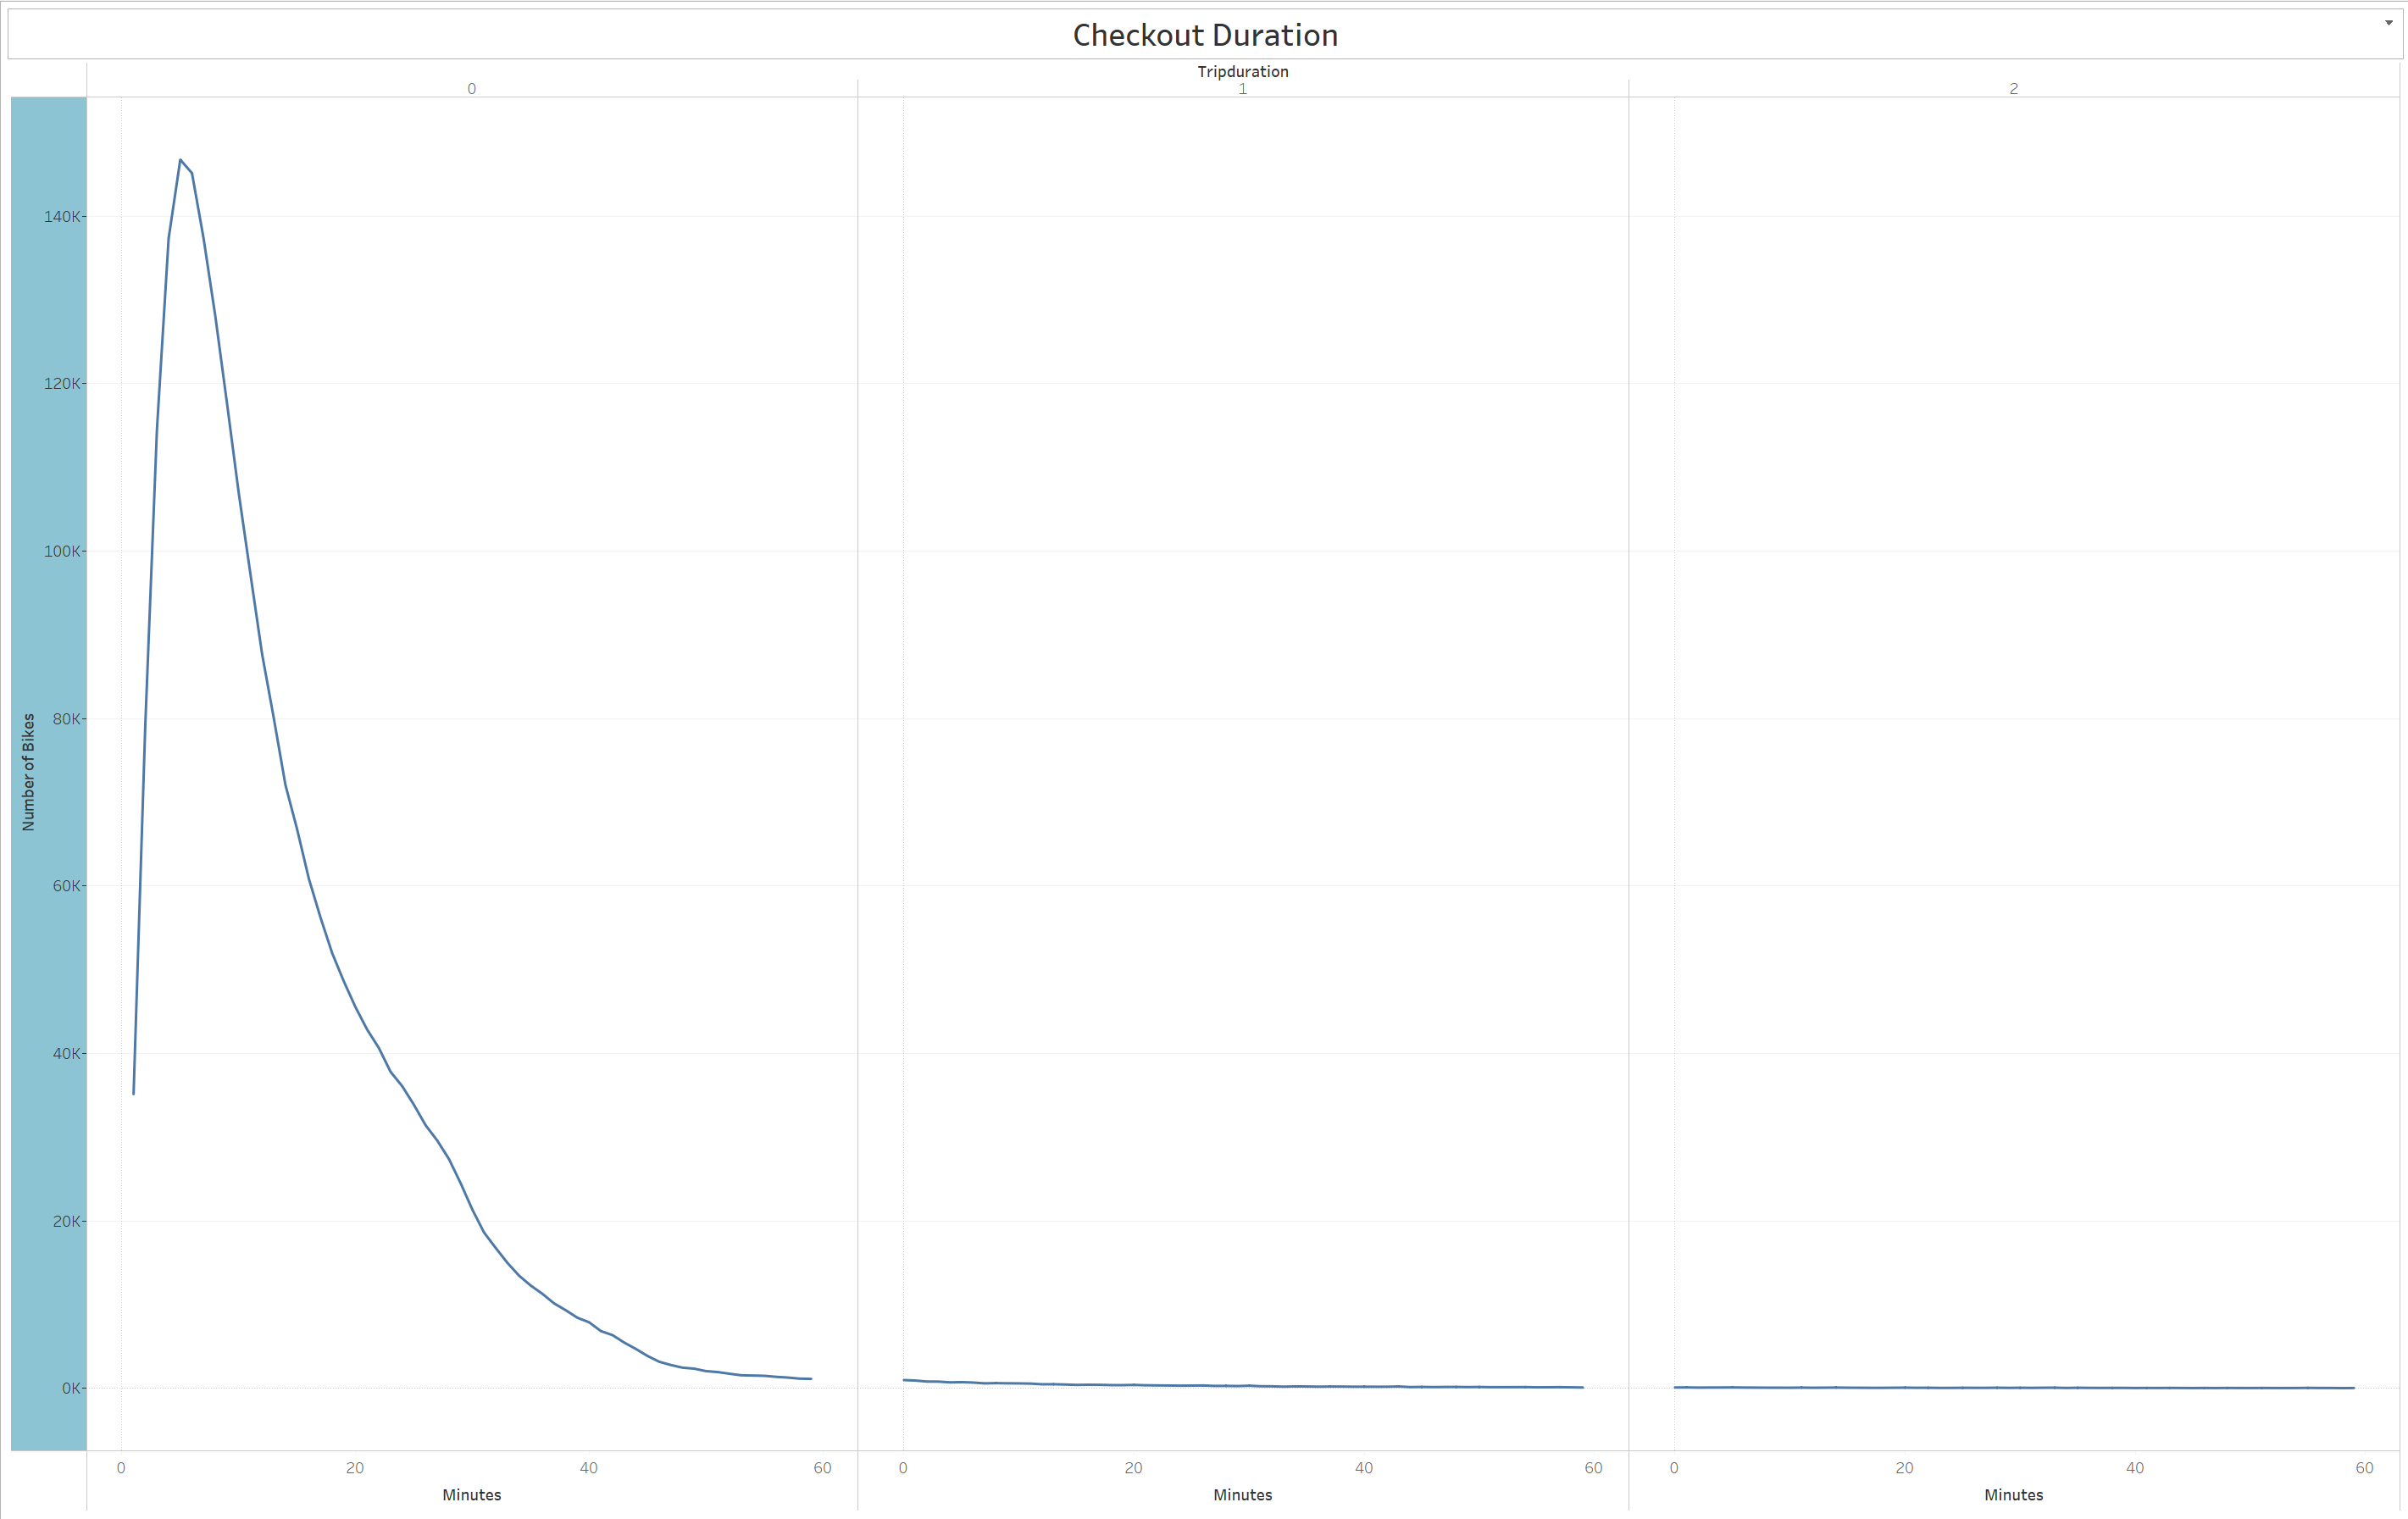 Checkout Duration
Tripduration
0 1 2
140K
120K
100K
80K
60K
40K
20K
0K
Number of Bikes
0 20 40 60 0 20 40 60 0 20 40 60
Minutes Minutes Minutes